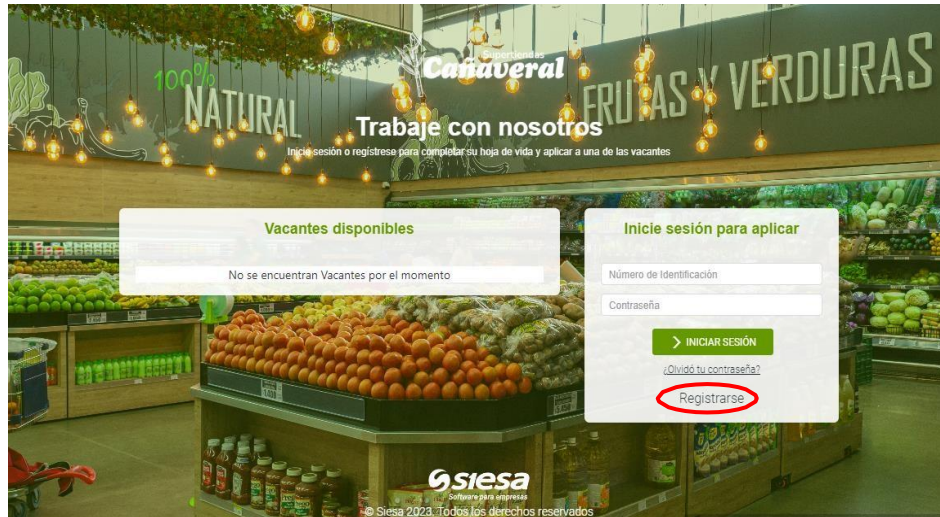 Supertiendas
Cañaveral
100%
NATURAL
FRUTAS Y VERDURAS
Trabaje con nosotros
Inicie sesión o regístrese para completar su hoja de vida y aplicar a una de las vacantes
Vacantes disponibles
No se encuentran Vacantes por el momento
Inicie sesión para aplicar
Número de Identificación
Contraseña
INICIAR SESIÓN
¿Olvidó tu contraseña?
Registrarse
siesa
Software para empresas
© Siesa 2023. Todos los derechos reservados